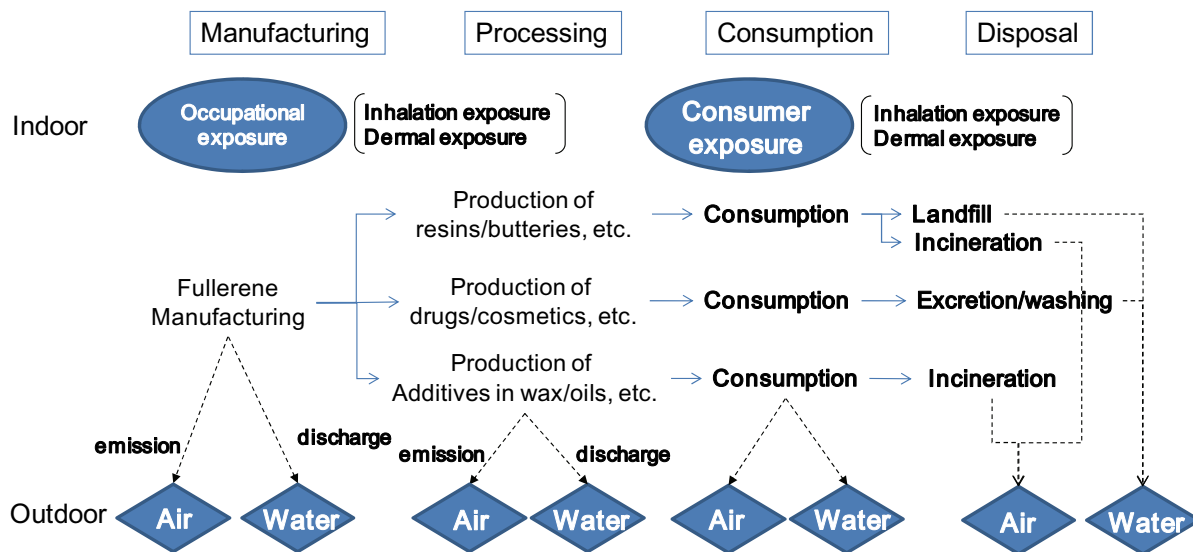 Manufacturing
Processing
Consumption
Disposal
Indoor
Occupational
exposure
Inhalation exposure
Dermal exposure
Consumer
exposure
Inhalation exposure
Dermal exposure
Production of
resins/butteries, etc.
Consumption
Landfill
Incineration
Fullerene
Manufacturing
Production of
drugs/cosmetics, etc.
Consumption
Excretion/washing
Production of
Additives in wax/oils, etc.
Consumption
Incineration
emission
discharge
emission
discharge
Outdoor
Air
Water
Air
Water
Air
Water
Air
Water